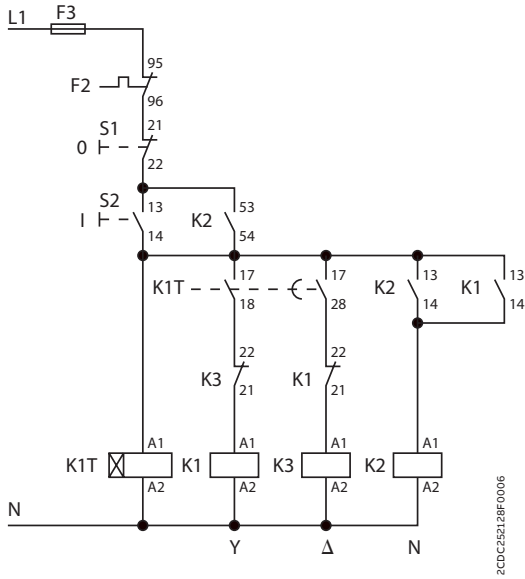 L1 F3
95
F2
96
S1 21
0
22
S2 13 53
I K2
14 54
17 17 13 13
K1T K2 K1
18 28 14 14
22 22
K3 K1
21 21
A1 A1 A1 A1
K1T K1 K3 K2
A2 A2 A2 A2
N
Y Δ N
2CDC252128F0006